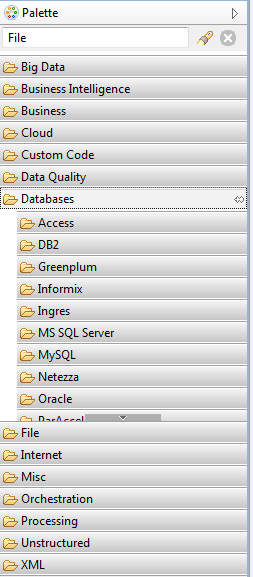 Palette
File
Big Data
Business Intelligence
Business
Cloud
Custom Code
Data Quality
Databases
Access
DB2
Greenplum
Informix
Ingres
MS SQL Server
MySQL
Netezza
Oracle
ParAccel
File
Internet
Misc
Orchestration
Processing
Unstructured
XML